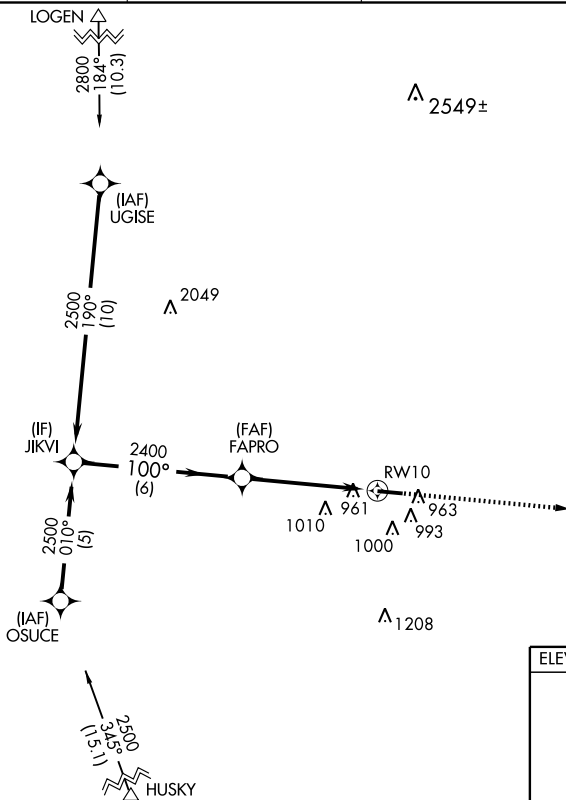 LOGEN
2800
184°
(10.3)
2549±
(IAF)
UGISE
2500
190°
(10)
2049
(IF)
JIKVI
2400
100°
(6)
(FAF)
FAPRO
RW10
961
963
1010
993
1000
2500
010°
(5)
(IAF)
OSUCE
1208
ELEV
2500
345°
(15.1)
HUSKY